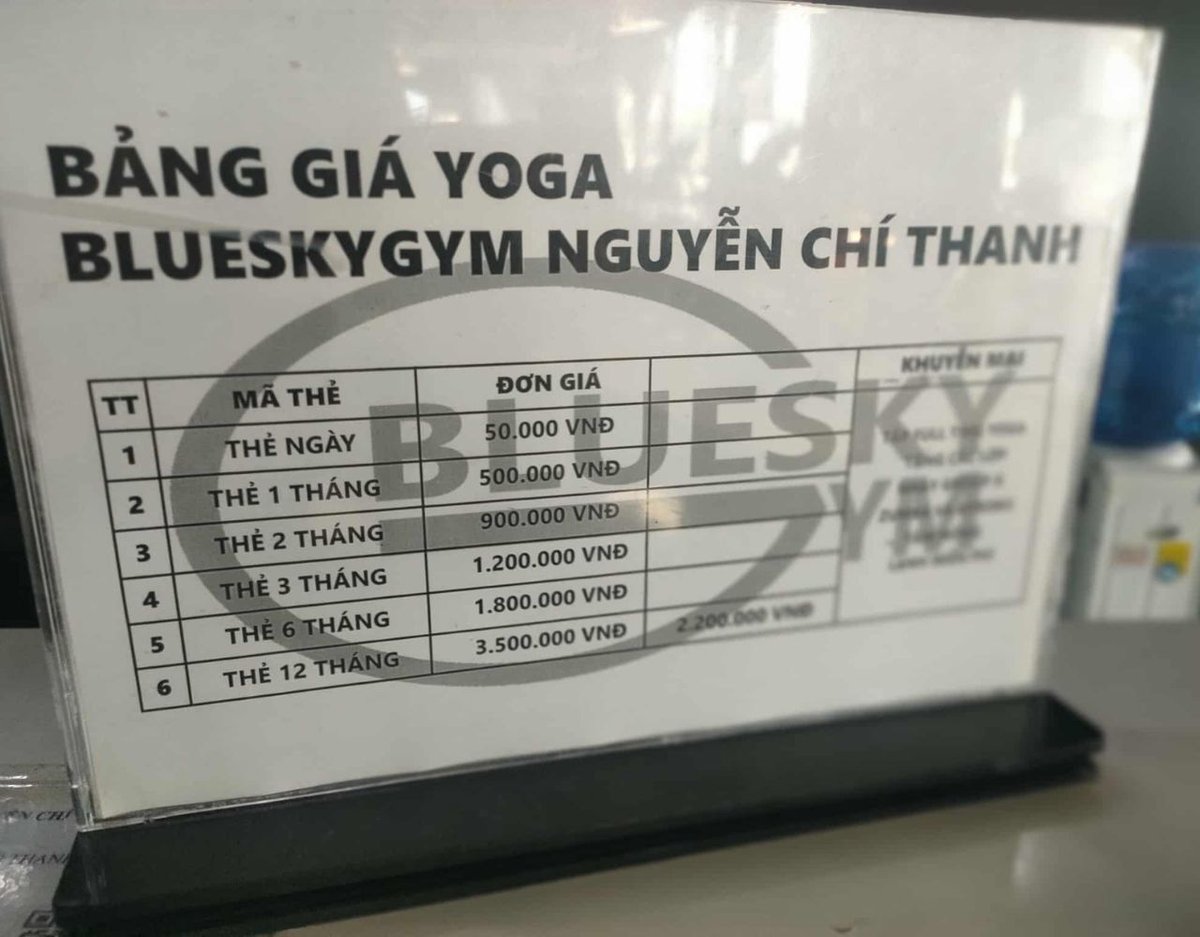 BẢNG GIÁ YOGA
BLUESKYGYM NGUYỄN CHÍ THANH
TT MÃ THẺ ĐƠN GIÁ KHUYẾN MẠI
1 THẺ NGÀY 50.000 VNĐ
2 THẺ 1 THÁNG 500.000 VNĐ
3 THẺ 2 THÁNG 900.000 VNĐ
4 THẺ 3 THÁNG 1.200.000 VNĐ
5 THẺ 6 THÁNG 1.800.000 VNĐ
6 THẺ 12 THÁNG 3.500.000 VNĐ 2.200.000 VNĐ
BLUESKY